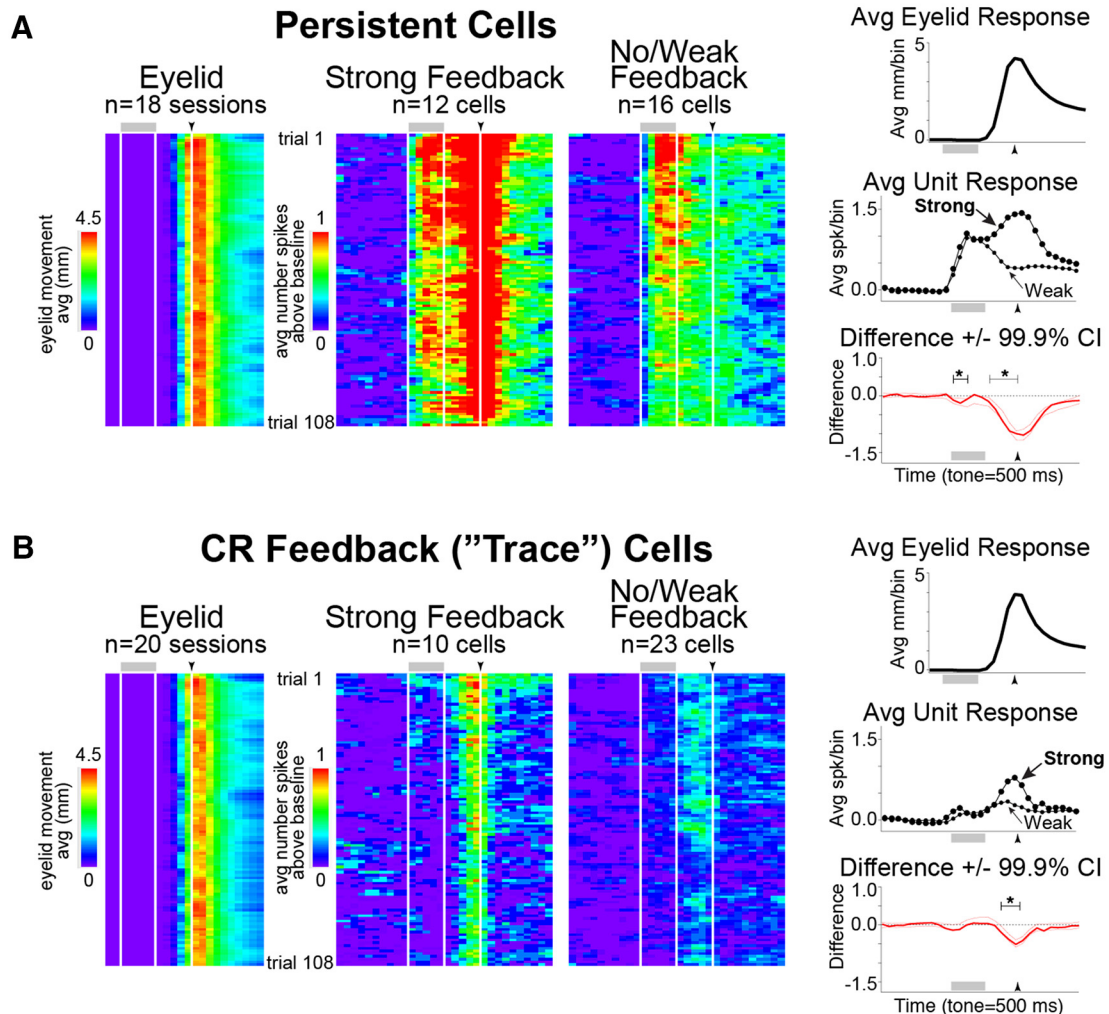 A
Persistent Cells
Eyelid
n=18 sessions
Strong Feedback
n=12 cells
No/Weak
Feedback
n=16 cells
trial 1
trial 108
4.5
0
eyelid movement
avg (mm)
1
0
avg number spikes
above baseline
Avg Eyelid Response
5
0
Avg mm/bin
Avg Unit Response
Strong
Weak
1.5
0.0
Avg spk/bin
Difference +/- 99.9% CI
1.0
0.0
-1.5
Difference
* *
Time (tone=500 ms)
B
CR Feedback ("Trace") Cells
Eyelid
n=20 sessions
Strong Feedback
n=10 cells
No/Weak
Feedback
n=23 cells
trial 1
trial 108
4.5
0
eyelid movement
avg (mm)
1
0
avg number spikes
above baseline
Avg Eyelid Response
5
0
Avg mm/bin
Avg Unit Response
Strong
Weak
1.5
0.0
Avg spk/bin
Difference +/- 99.9% CI
1.0
0.0
-1.5
Difference
*
Time (tone=500 ms)